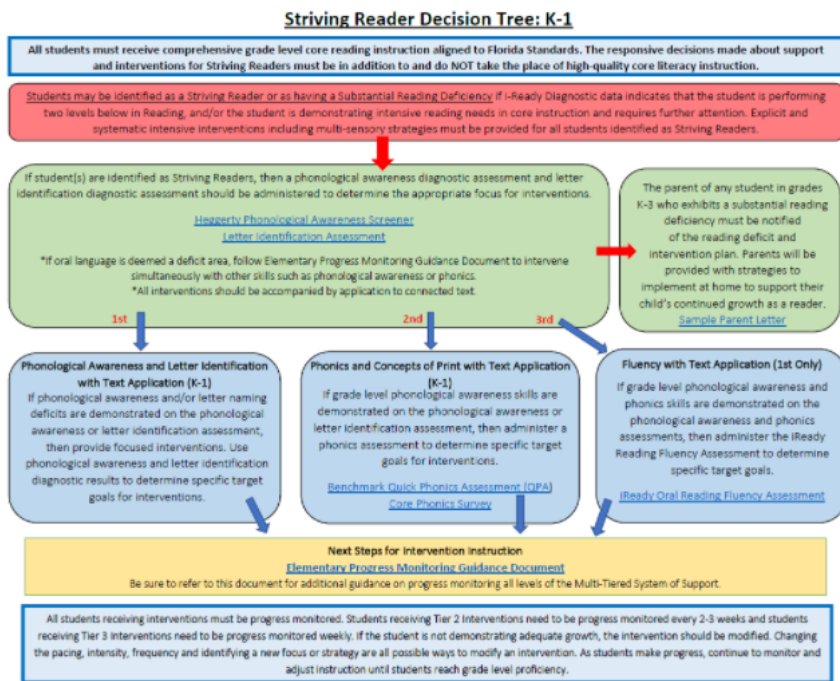 Striving Reader Decision Tree: K-1
All students must receive comprehensive grade level core reading instruction aligned to Florida Standards. The responsive decisions made about support
and interventions for Striving Readers must be in addition to and do NOT take the place of high-quality core literacy instruction.
Students may be identified as a Striving Reader or as having a Substantial Reading Deficiency if i-Ready Diagnostic data indicates that the student is performing
two levels below in Reading, and/or the student is demonstrating intensive reading needs in core instruction and requires further attention. Explicit and
systematic intensive interventions including multi-sensory strategies must be provided for all students identified as Striving Readers.
If student(s) are identified as Striving Readers, then a phonological awareness diagnostic assessment and letter
identification diagnostic assessment should be administered to determine the appropriate focus for interventions.
Heggerty Phonological Awareness Screener
Letter Identification Assessment
*If oral language is deemed a deficit area, follow Elementary Progress Monitoring Guidance Document to intervene
simultaneously with other skills such as phonological awareness or phonics.
*All interventions should be accompanied by application to connected text.
The parent of any student in grades
K-3 who exhibits a substantial reading
deficiency must be notified
of the reading deficit and
intervention plan. Parents will be
provided with strategies to
implement at home to support their
child's continued growth as a reader.
Sample Parent Letter
1st
2nd
3rd
Phonological Awareness and Letter Identification
with Text Application (K-1)
If phonological awareness and/or letter naming
deficits are demonstrated on the phonological
awareness or letter identification assessment,
then provide focused interventions. Use
phonological awareness and letter identification
diagnostic results to determine specific target
goals for interventions.
Phonics and Concepts of Print with Text Application
(K-1)
If grade level phonological awareness skills are
demonstrated on the phonological awareness or
letter identification assessment, then administer a
phonics assessment to determine specific target
goals for interventions.
Benchmark Quick Phonics Assessment (QPA)
Core Phonics Survey
Fluency with Text Application (1st Only)
If grade level phonological awareness and
phonics skills are demonstrated on the
phonological awareness and phonics
assessments, then administer the iReady
Reading Fluency Assessment to determine
specific target goals.
iReady Oral Reading Fluency Assessment
Next Steps for Intervention Instruction
Elementary Progress Monitoring Guidance Document
Be sure to refer to this document for additional guidance on progress monitoring all levels of the Multi-Tiered System of Support.
All students receiving interventions must be progress monitored. Students receiving Tier 2 Interventions need to be progress monitored every 2-3 weeks and students
receiving Tier 3 Interventions need to be progress monitored weekly. If the student is not demonstrating adequate growth, the intervention should be modified. Changing
the pacing, intensity, frequency and identifying a new focus or strategy are all possible ways to modify an intervention. As students make progress, continue to monitor and
adjust instruction until students reach grade level proficiency.